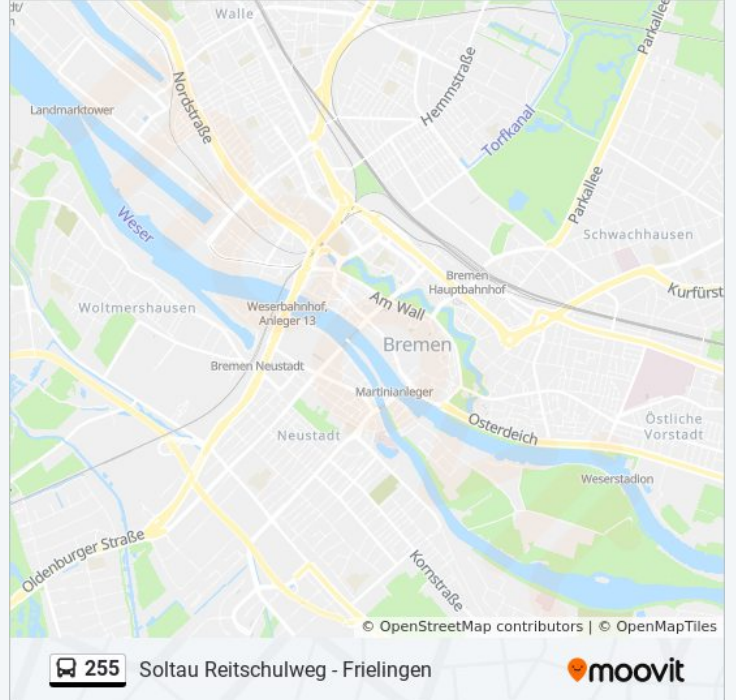 Walle
Parkallee
Hemmstraße
Nordstraße
Landmarktower
Torfkanal
Parkallee
Weser
Schwachhausen
Bremen
Hauptbahnhof
Kurfürst
Am Wall
Woltmershausen
Weserbahnhof,
Anleger 13
Bremen
Bremen Neustadt
Martinianleger
Osterdeich
Östliche
Vorstadt
Neustadt
Weserstadion
Oldenburger Straße
Kornstraße
© OpenStreetMap contributors | © OpenMapTiles
255 Soltau Reitschulweg - Frielingen
moovit